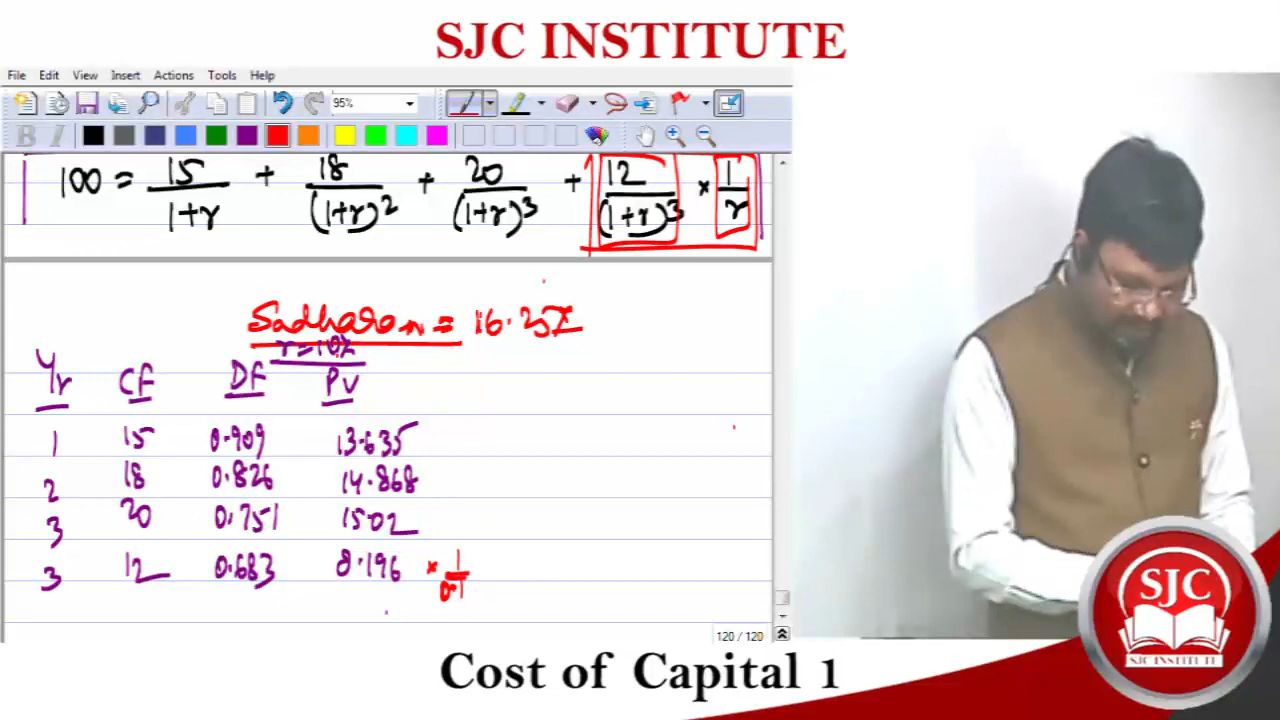 SJC INSTITUTE
File Edit View Insert Actions Tools Help
95%
B I
100 = 15/(1+r) + 18/(1+r)² + 20/(1+r)³ + 12/(1+r)³ × 1/r
Sadharan = 16.25%
r = 10%
Yr CF DF PV
1 15 0.909 13.635
2 18 0.826 14.868
3 20 0.751 15.02
3 12 0.683 8.196 × 1/0.1
120 / 120
SJC
SJC INSTITUTE
Cost of Capital 1